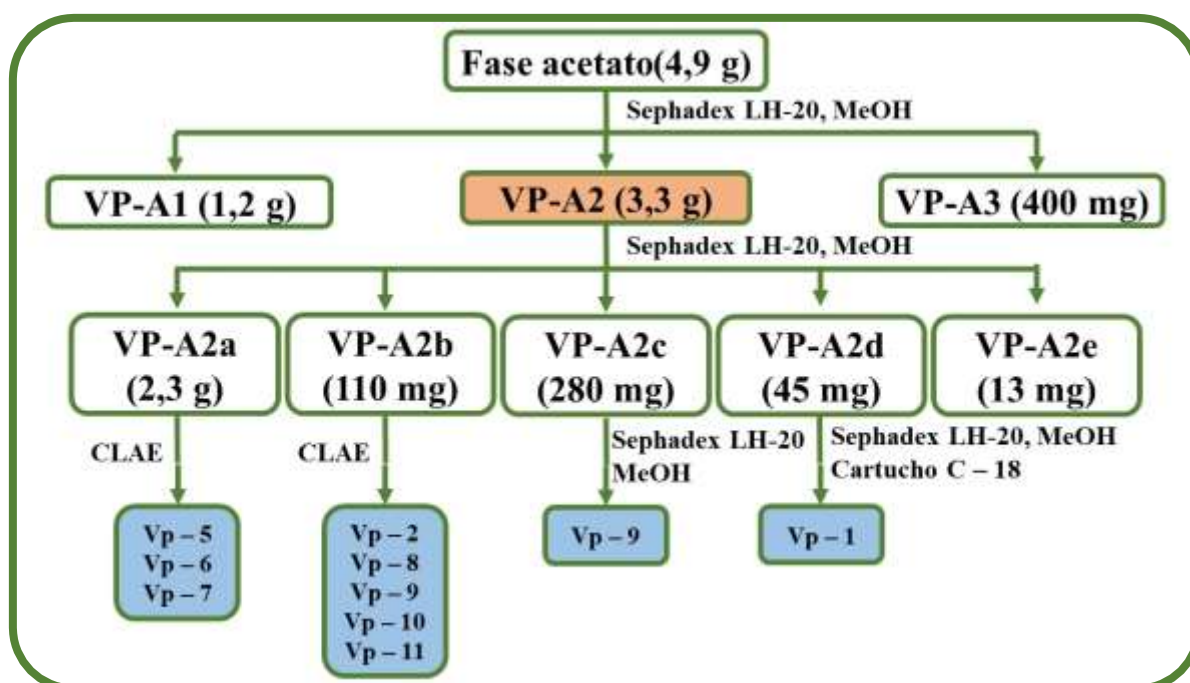 Fase acetato(4,9 g)
Sephadex LH-20, MeOH
VP-A1 (1,2 g)
VP-A2 (3,3 g)
VP-A3 (400 mg)
Sephadex LH-20, MeOH
VP-A2a
(2,3 g)
VP-A2b
(110 mg)
VP-A2c
(280 mg)
VP-A2d
(45 mg)
VP-A2e
(13 mg)
CLAE
CLAE
Sephadex LH-20
MeOH
Sephadex LH-20, MeOH
Cartucho C – 18
Vp – 5
Vp – 6
Vp – 7
Vp – 2
Vp – 8
Vp – 9
Vp – 10
Vp – 11
Vp – 9
Vp – 1